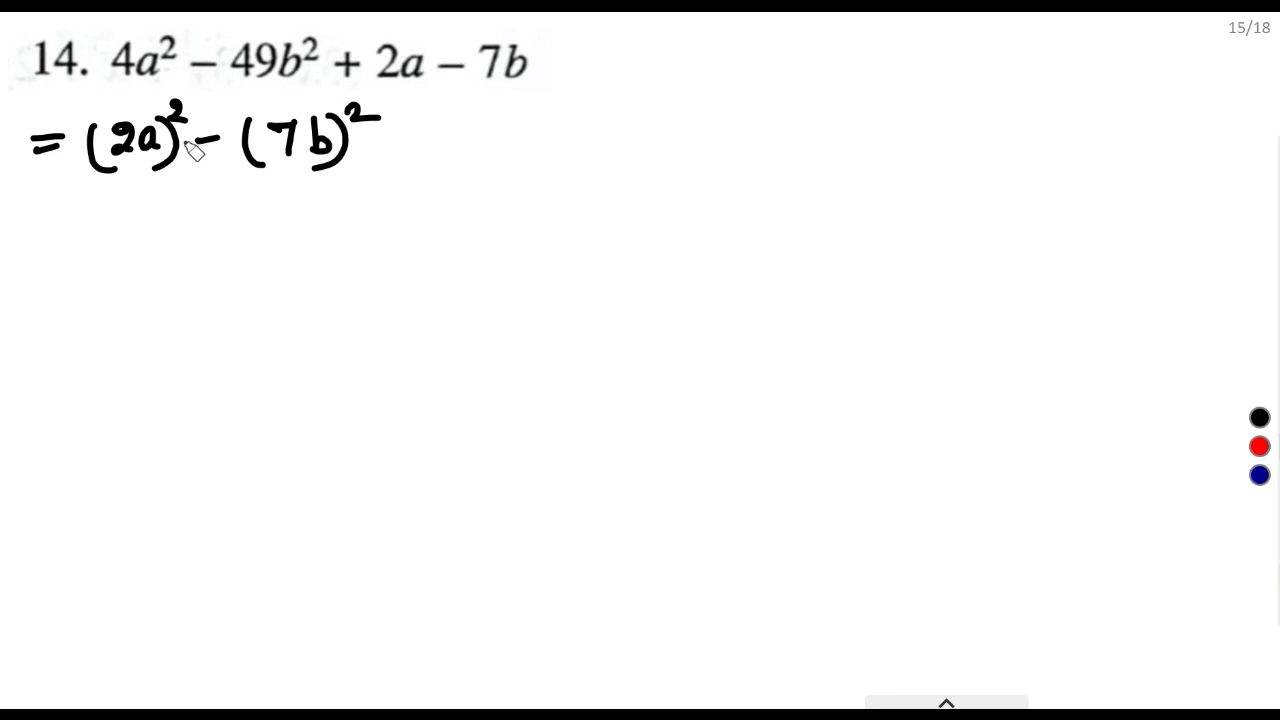 15/18
14. 4a² – 49b² + 2a – 7b
= (2a)² – (7b)²